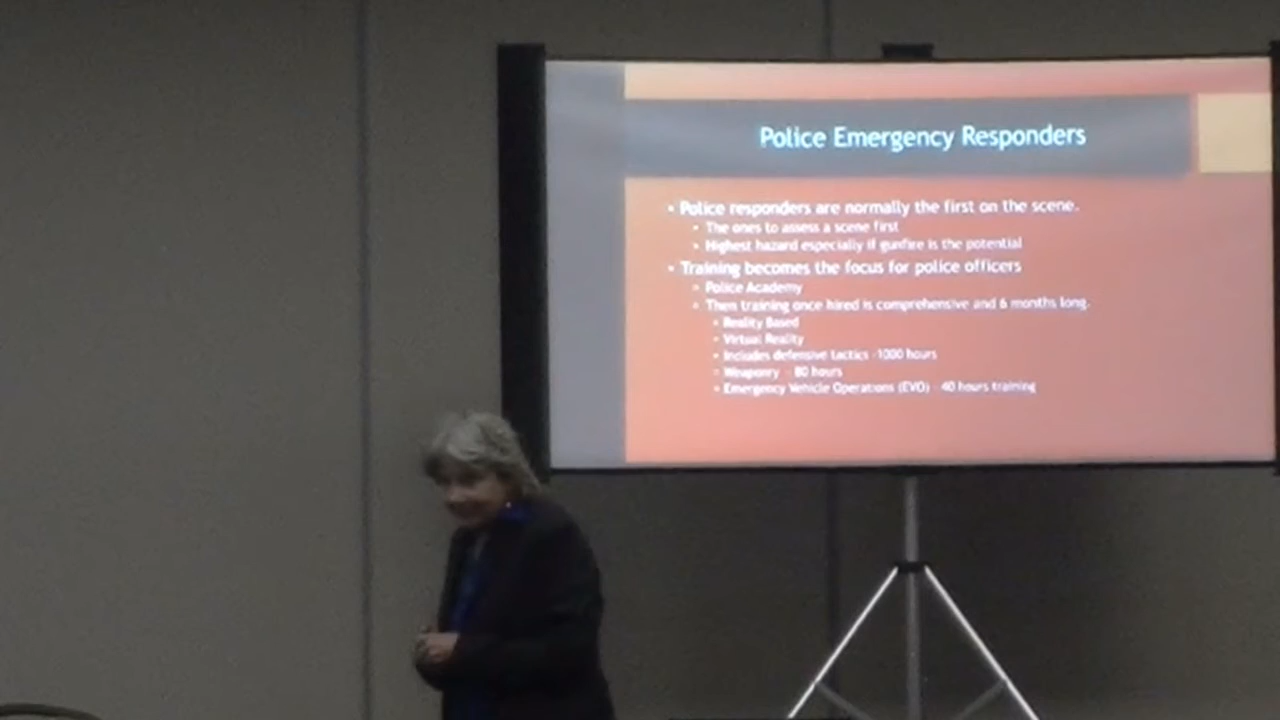 Police Emergency Responders
• Police responders are normally the first on the scene.
• The ones to assess a scene first
• Highest hazard especially if gunfire is the potential
• Training becomes the focus for police officers
• Police Academy
• Then training once hired is comprehensive and 6 months long.
• Reality Based
• Virtual Reality
• Includes defensive tactics -1000 hours
• Weaponry - 80 hours
• Emergency Vehicle Operations (EVO) - 40 hours training